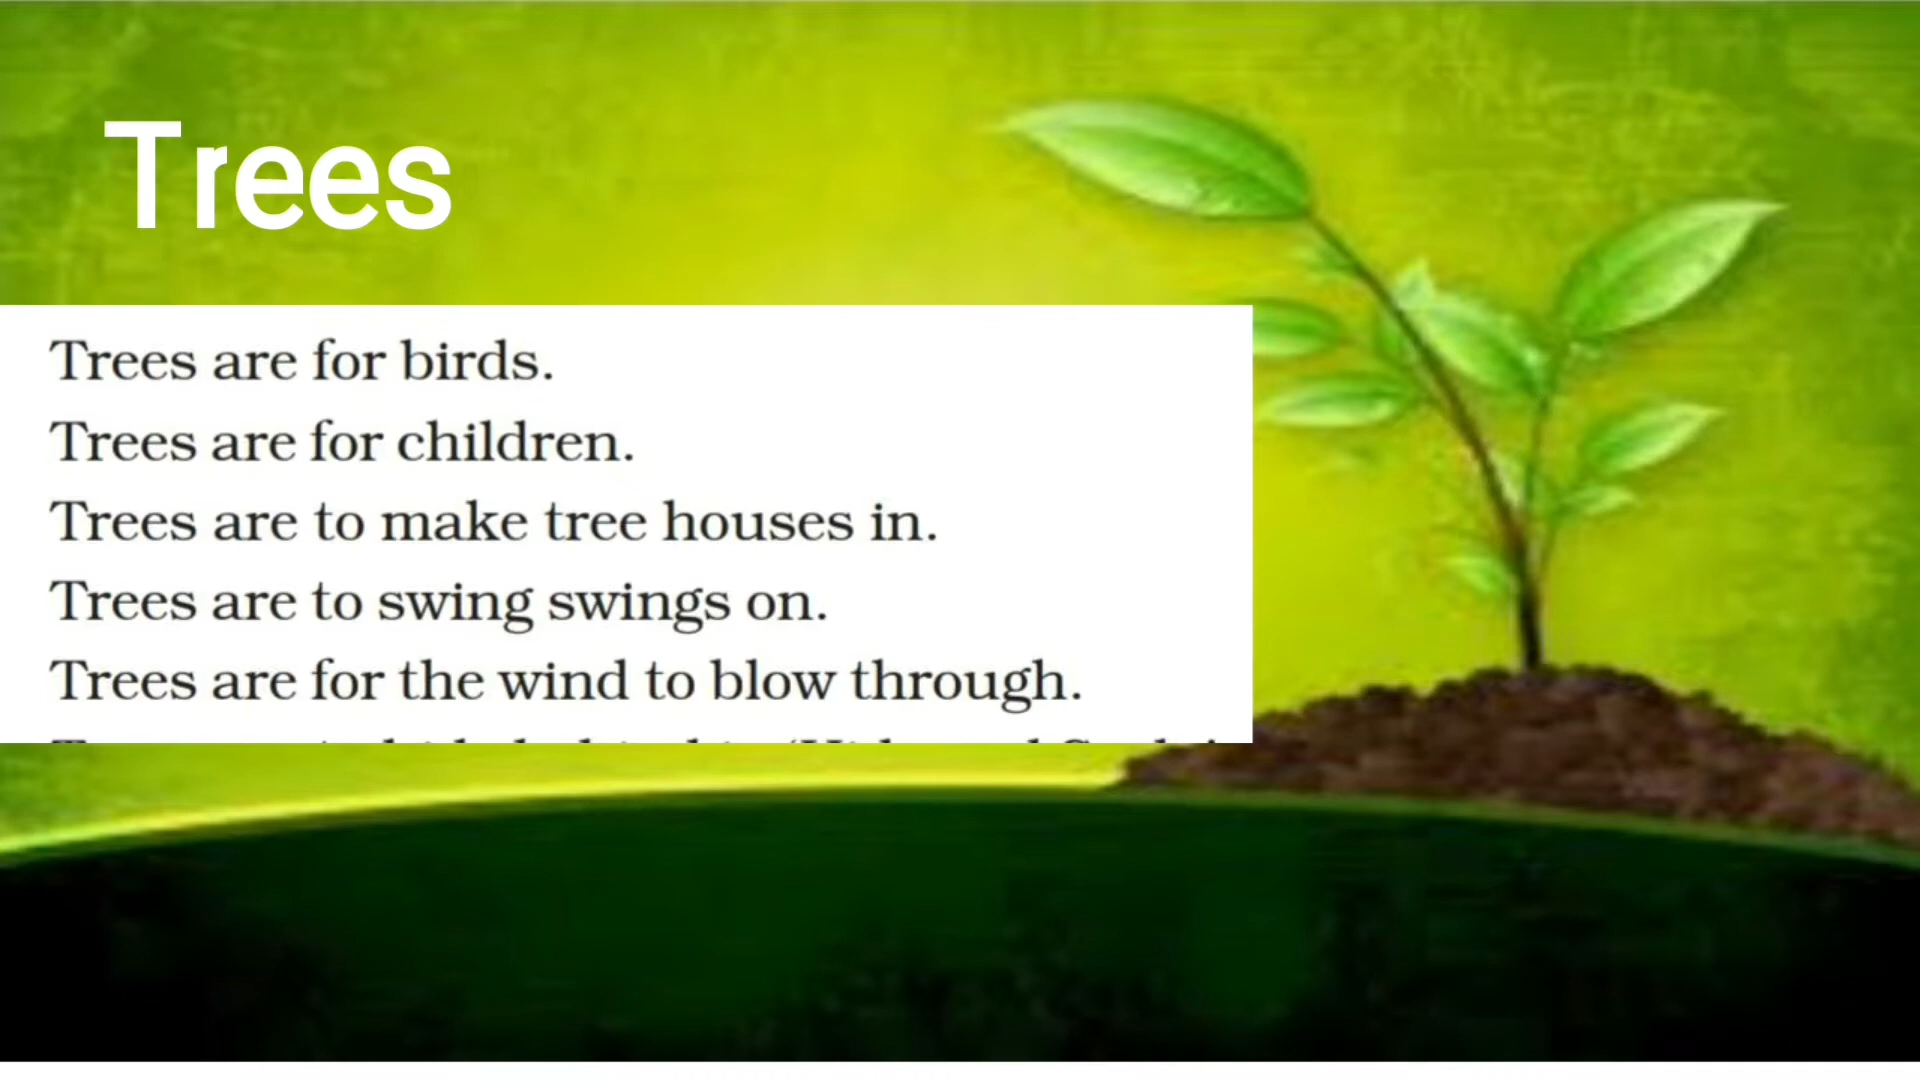 Trees
Trees are for birds.
Trees are for children.
Trees are to make tree houses in.
Trees are to swing swings on.
Trees are for the wind to blow through.